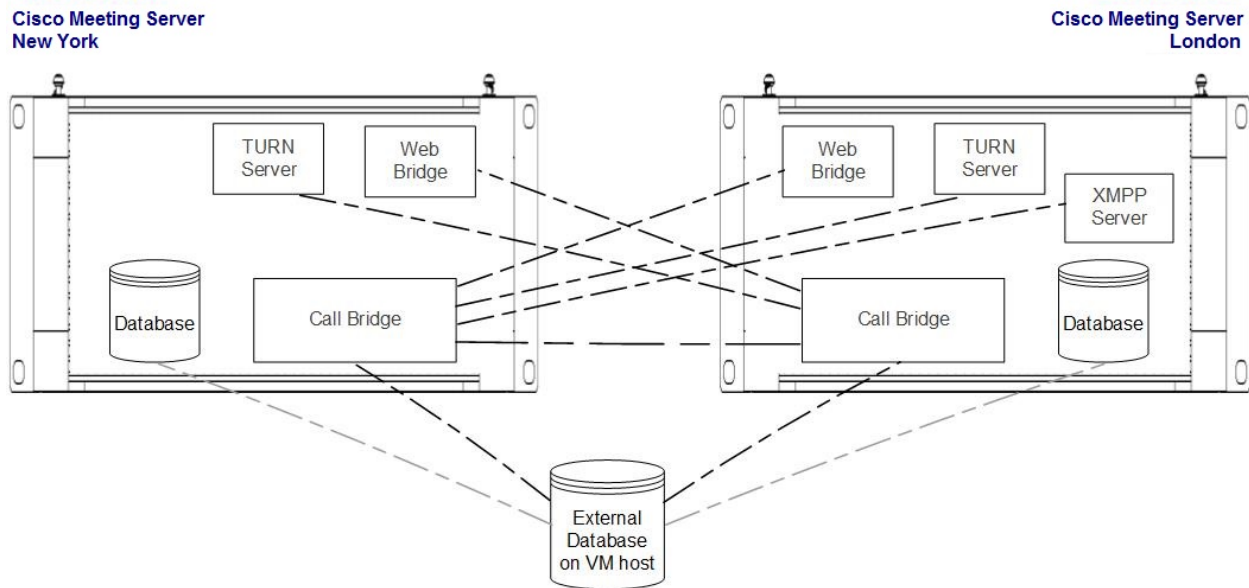 Cisco Meeting Server
New York
Cisco Meeting Server
London
TURN
Server
Web
Bridge
Web
Bridge
TURN
Server
XMPP
Server
Database
Call Bridge
Call Bridge
Database
External
Database
on VM host